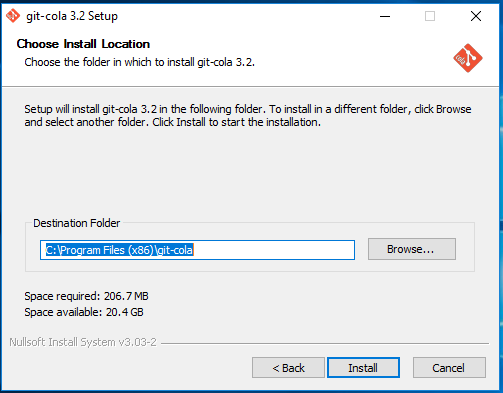 git-cola 3.2 Setup
Choose Install Location
Choose the folder in which to install git-cola 3.2.
Setup will install git-cola 3.2 in the following folder. To install in a different folder, click Browse
and select another folder. Click Install to start the installation.
Destination Folder
C:\Program Files (x86)\git-cola
Browse...
Space required: 206.7 MB
Space available: 20.4 GB
Nullsoft Install System v3.03-2
< Back
Install
Cancel